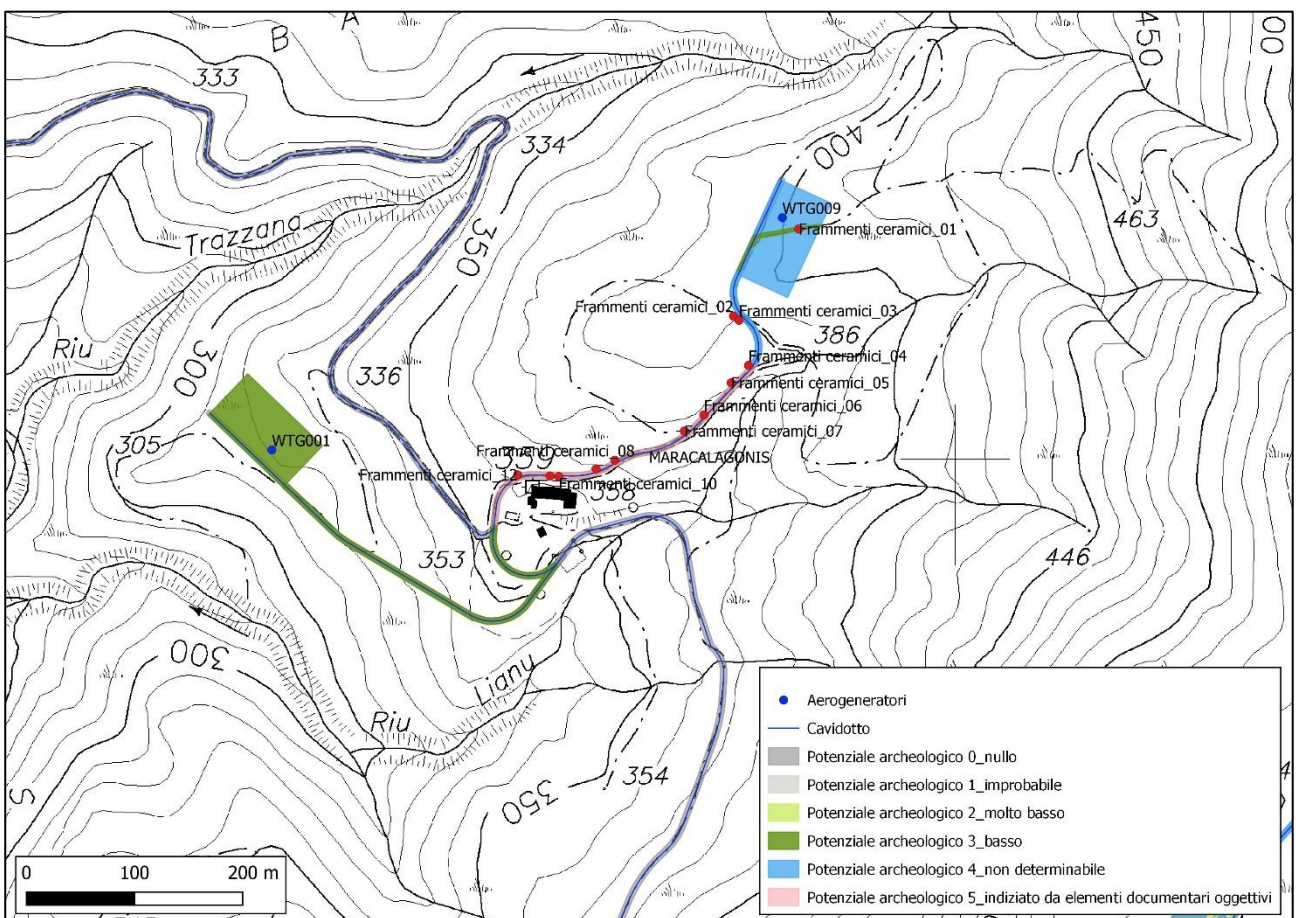 B A
450
00
333
334
400
Trazzana
350
WTG009
Frammenti ceramici_01
463
Riu
300
336
Frammenti ceramici_02
Frammenti ceramici_03
386
Frammenti ceramici_04
Frammenti ceramici_05
Frammenti ceramici_06
305
WTG001
Frammenti ceramici_07
Frammenti ceramici_08
359
MARACALAGONIS
Frammenti ceramici_12
Frammenti ceramici_10
358
353
446
300
Lianu
Riu
354
350
S
Aerogeneratori
Cavidotto
Potenziale archeologico 0_nullo
Potenziale archeologico 1_improbabile
Potenziale archeologico 2_molto basso
Potenziale archeologico 3_basso
Potenziale archeologico 4_non determinabile
Potenziale archeologico 5_indiziato da elementi documentari oggettivi
0 100 200 m